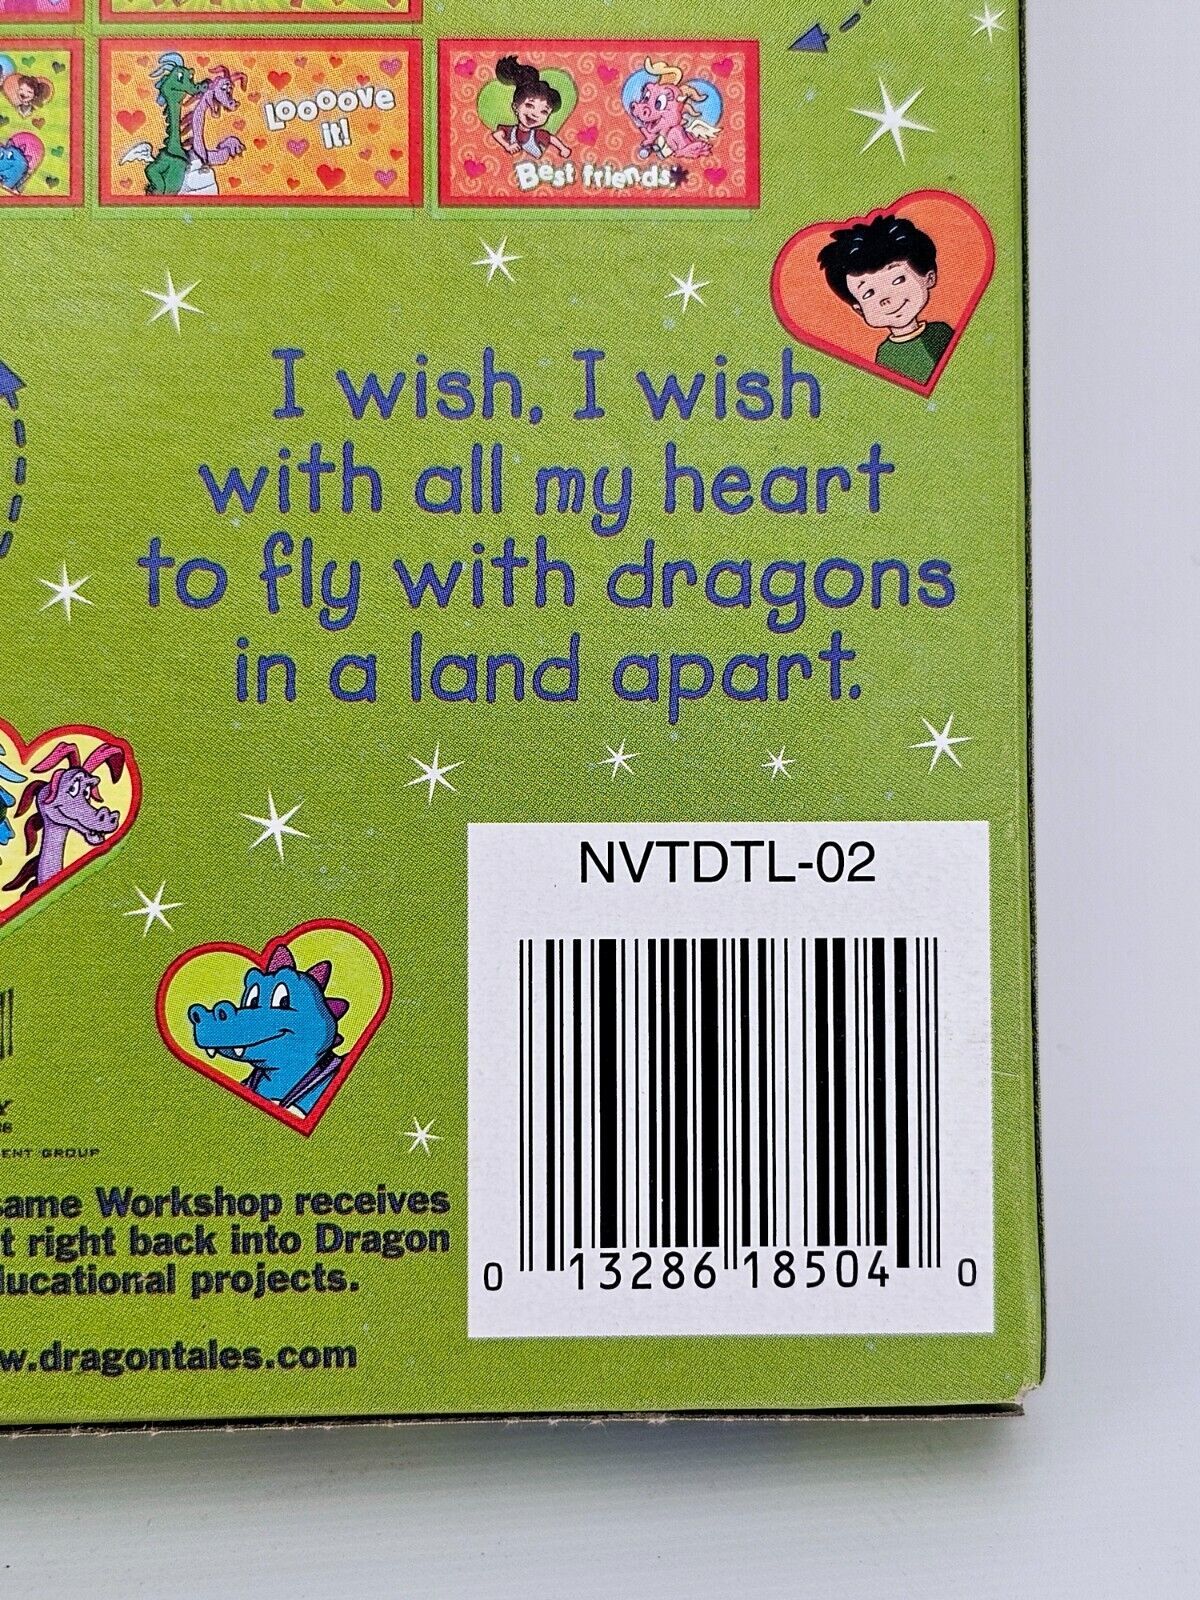 Loooove
it!
Best friends.
I wish, I wish
with all my heart
to fly with dragons
in a land apart.
NVTDTL-02
0 13286 18504 0
GROUP
Workshop receives
right back into Dragon
projects.
w.dragontales.com